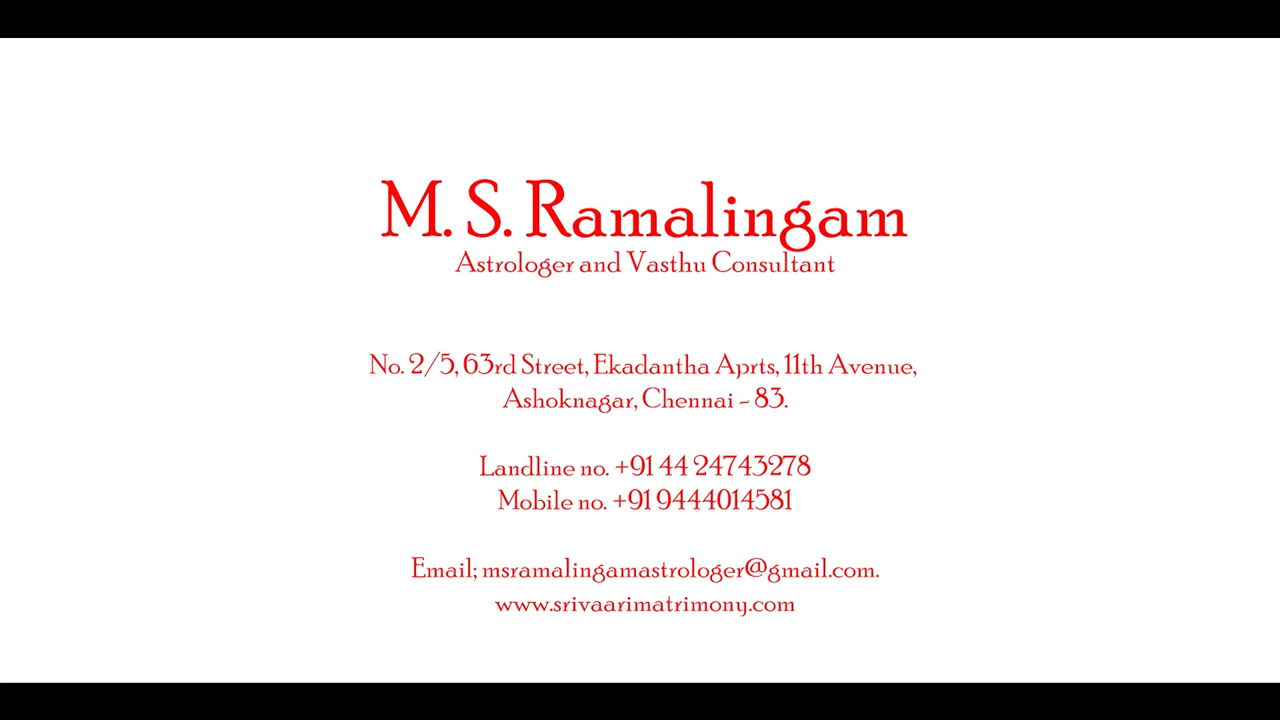 M. S. Ramalingam
Astrologer and Vasthu Consultant
No. 2/5, 63rd Street, Ekadantha Aprts, 11th Avenue,
Ashoknagar, Chennai - 83.
Landline no. +91 44 24743278
Mobile no. +91 9444014581
Email; msramalingamastrologer@gmail.com.
www.srivaarimatrimony.com